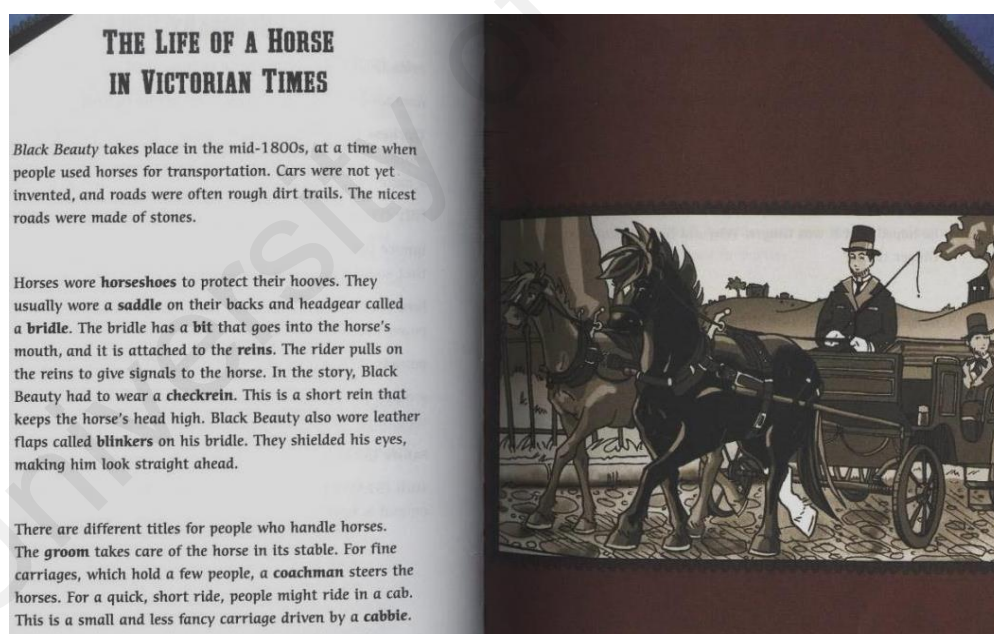 THE LIFE OF A HORSE
IN VICTORIAN TIMES
Black Beauty takes place in the mid-1800s, at a time when
people used horses for transportation. Cars were not yet
invented, and roads were often rough dirt trails. The nicest
roads were made of stones.
Horses wore horseshoes to protect their hooves. They
usually wore a saddle on their backs and headgear called
a bridle. The bridle has a bit that goes into the horse's
mouth, and it is attached to the reins. The rider pulls on
the reins to give signals to the horse. In the story, Black
Beauty had to wear a checkrein. This is a short rein that
keeps the horse's head high. Black Beauty also wore leather
flaps called blinkers on his bridle. They shielded his eyes,
making him look straight ahead.
There are different titles for people who handle horses.
The groom takes care of the horse in its stable. For fine
carriages, which hold a few people, a coachman steers the
horses. For a quick, short ride, people might ride in a cab.
This is a small and less fancy carriage driven by a cabbie.
University of